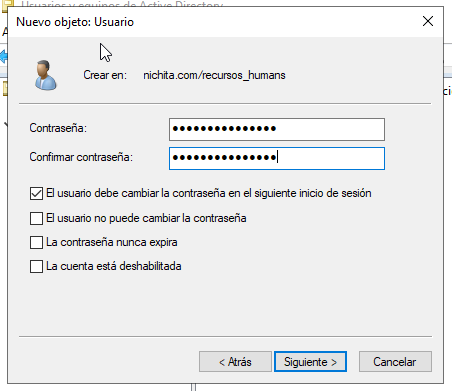 Usuarios y equipos de Active Directory
Nuevo objeto: Usuario
Crear en: nichita.com/recursos_humans
Contraseña: •••••••••••••••
Confirmar contraseña: •••••••••••••••
El usuario debe cambiar la contraseña en el siguiente inicio de sesión
El usuario no puede cambiar la contraseña
La contraseña nunca expira
La cuenta está deshabilitada
< Atrás Siguiente > Cancelar